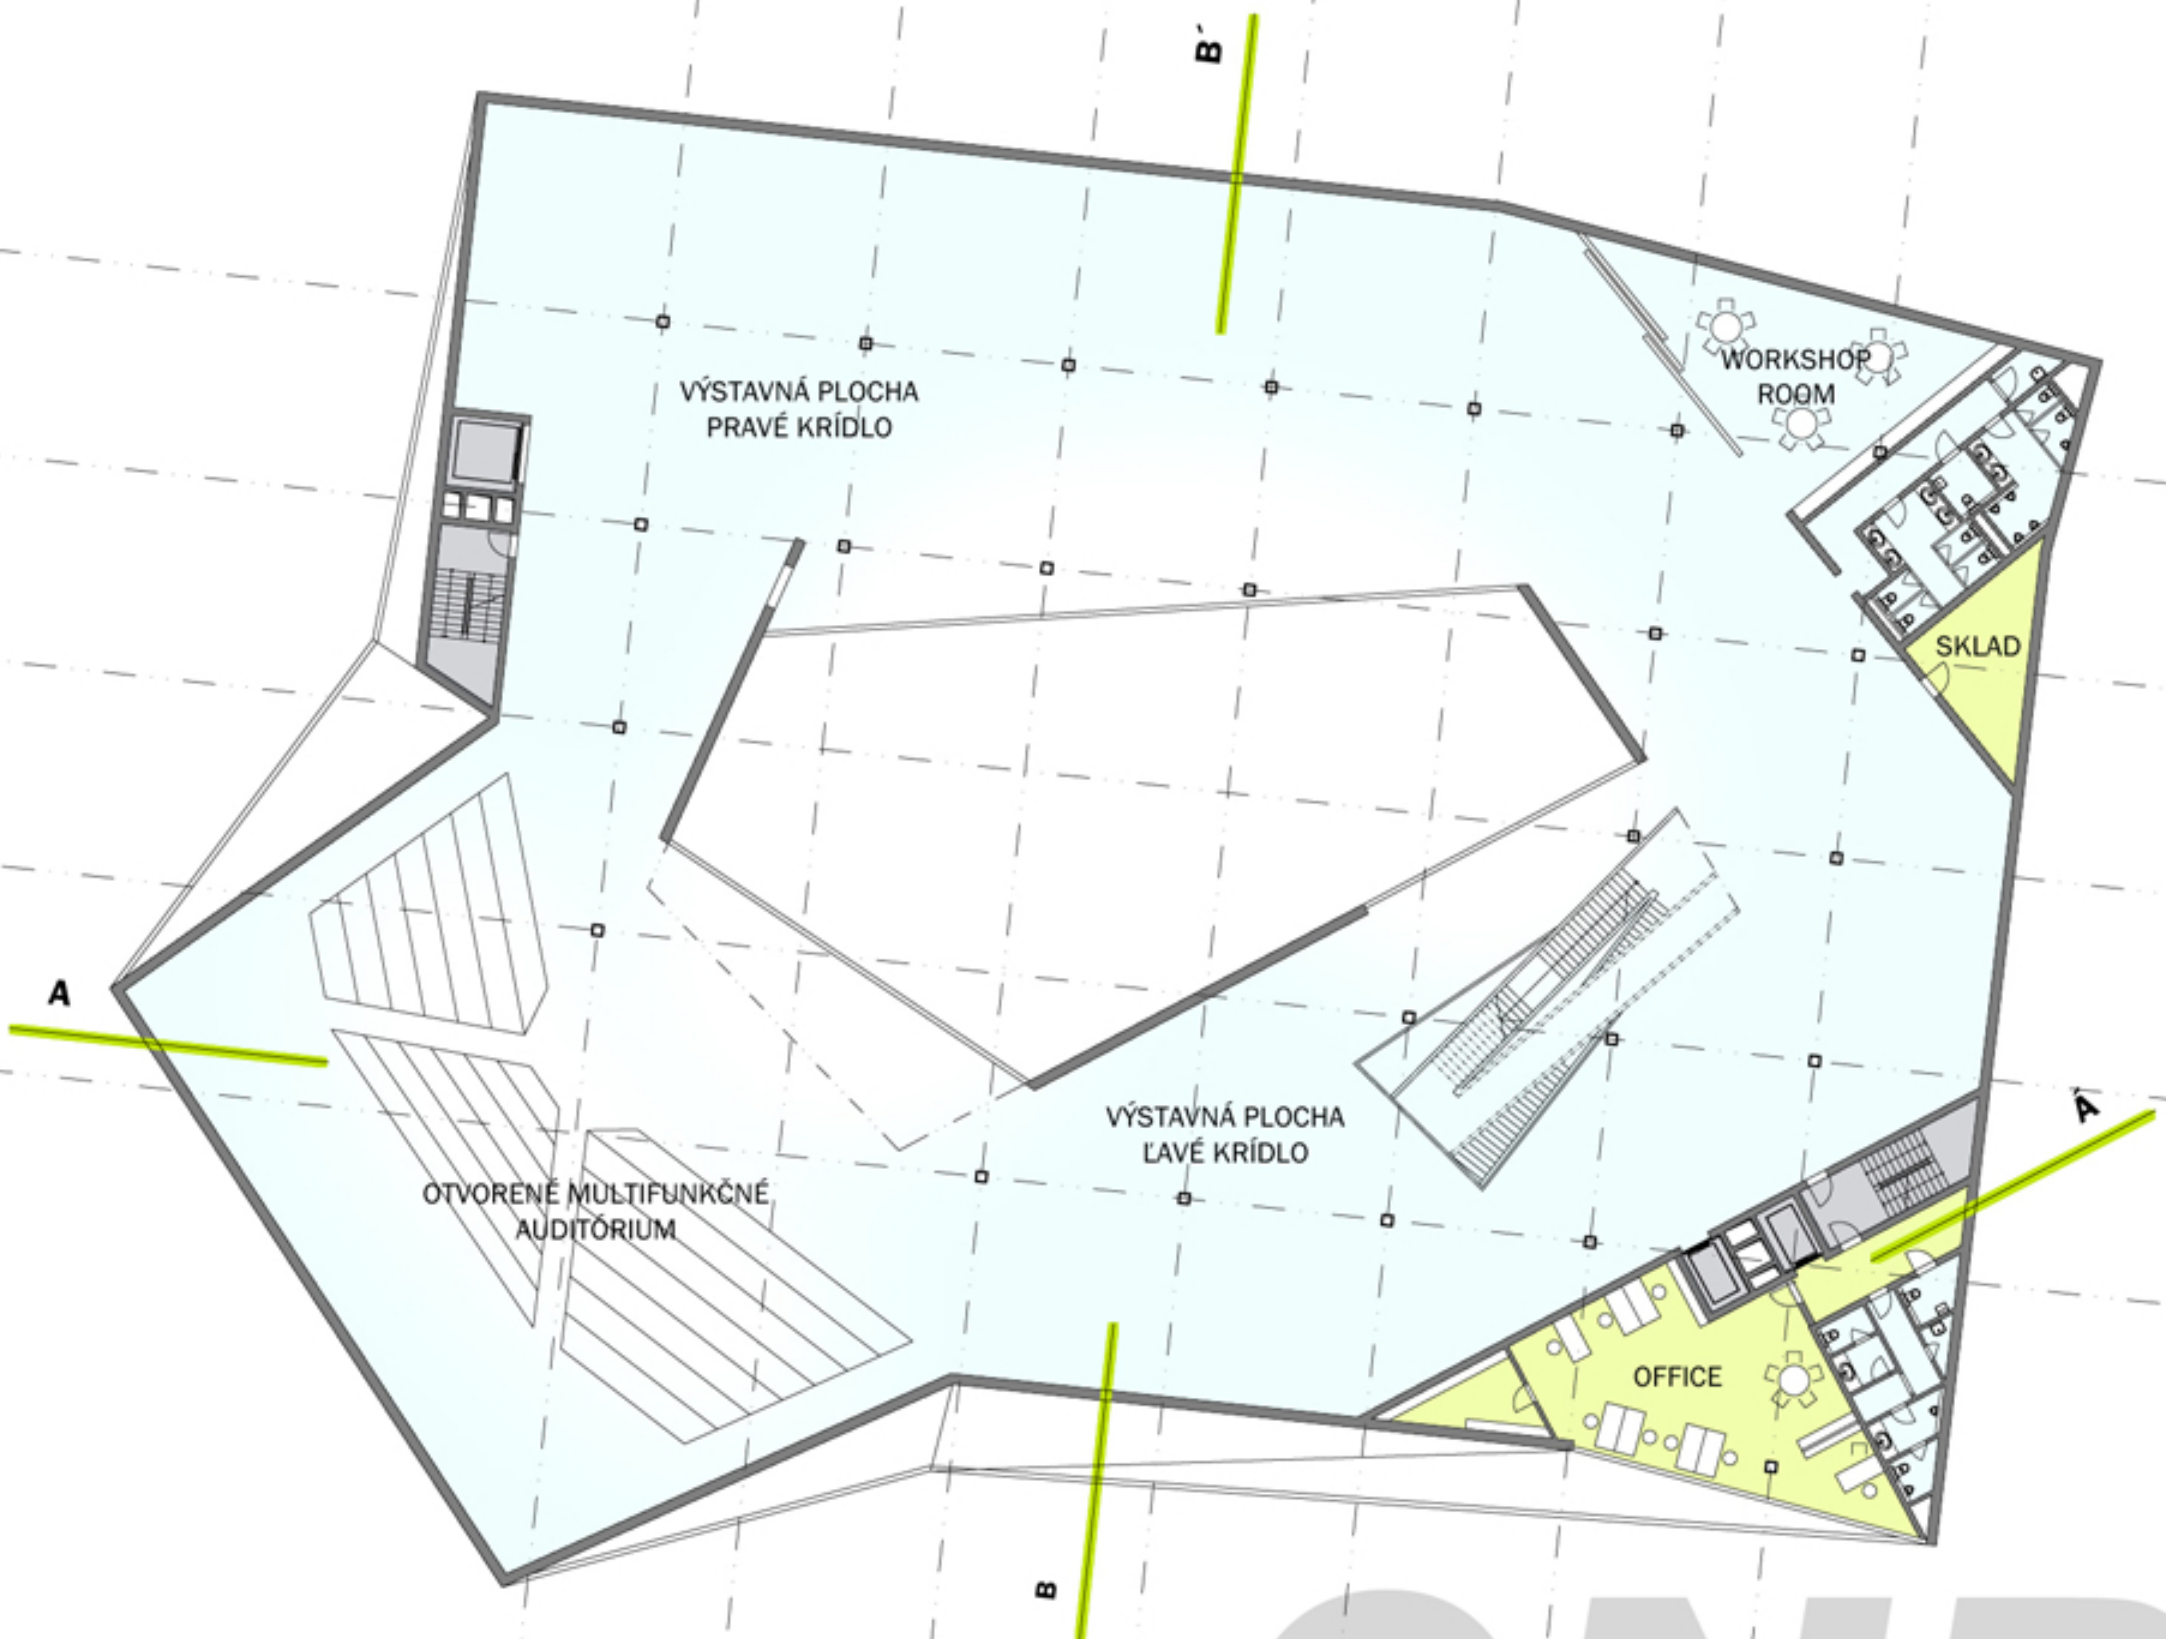 B´
VÝSTAVNÁ PLOCHA
PRAVÉ KRÍDLO
WORKSHOP
ROOM
SKLAD
A
A´
VÝSTAVNÁ PLOCHA
ĽAVÉ KRÍDLO
OTVORENÉ MULTIFUNKČNÉ
AUDITÓRIUM
OFFICE
B